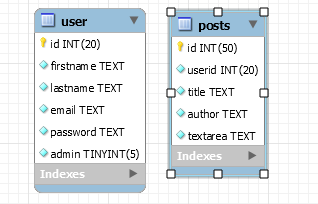 user
id INT(20)
firstname TEXT
lastname TEXT
email TEXT
password TEXT
admin TINYINT(5)
Indexes
posts
id INT(50)
userid INT(20)
title TEXT
author TEXT
textarea TEXT
Indexes